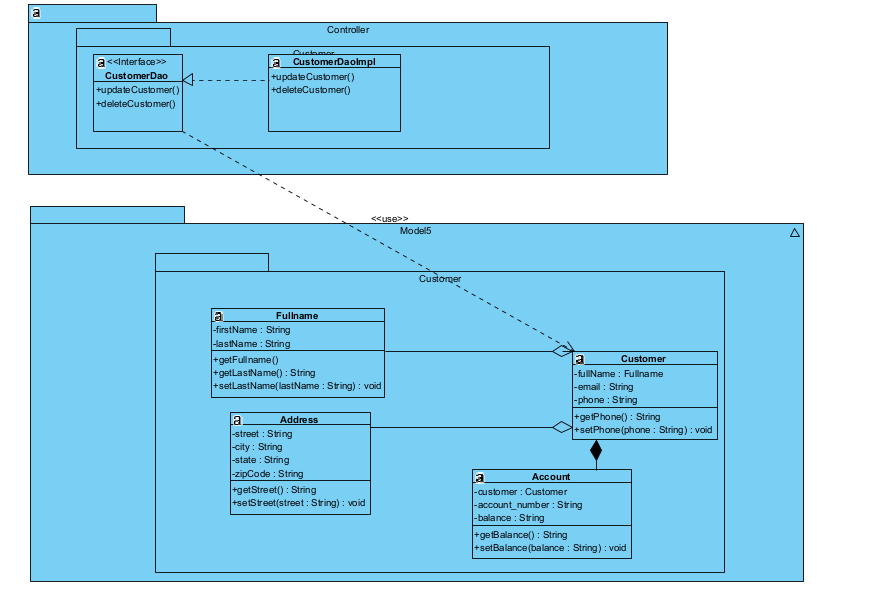 a
Controller
Customer
a <<Interface>>
CustomerDao
+updateCustomer()
+deleteCustomer()
a CustomerDaoImpl
+updateCustomer()
+deleteCustomer()
<<use>>
Model5
Customer
a Fullname
-firstName : String
-lastName : String
+getFullname()
+getLastName() : String
+setLastName(lastName : String) : void
a Customer
-fullName : Fullname
-email : String
-phone : String
+getPhone() : String
+setPhone(phone : String) : void
a Address
-street : String
-city : String
-state : String
-zipCode : String
+getStreet() : String
+setStreet(street : String) : void
a Account
-customer : Customer
-account_number : String
-balance : String
+getBalance() : String
+setBalance(balance : String) : void